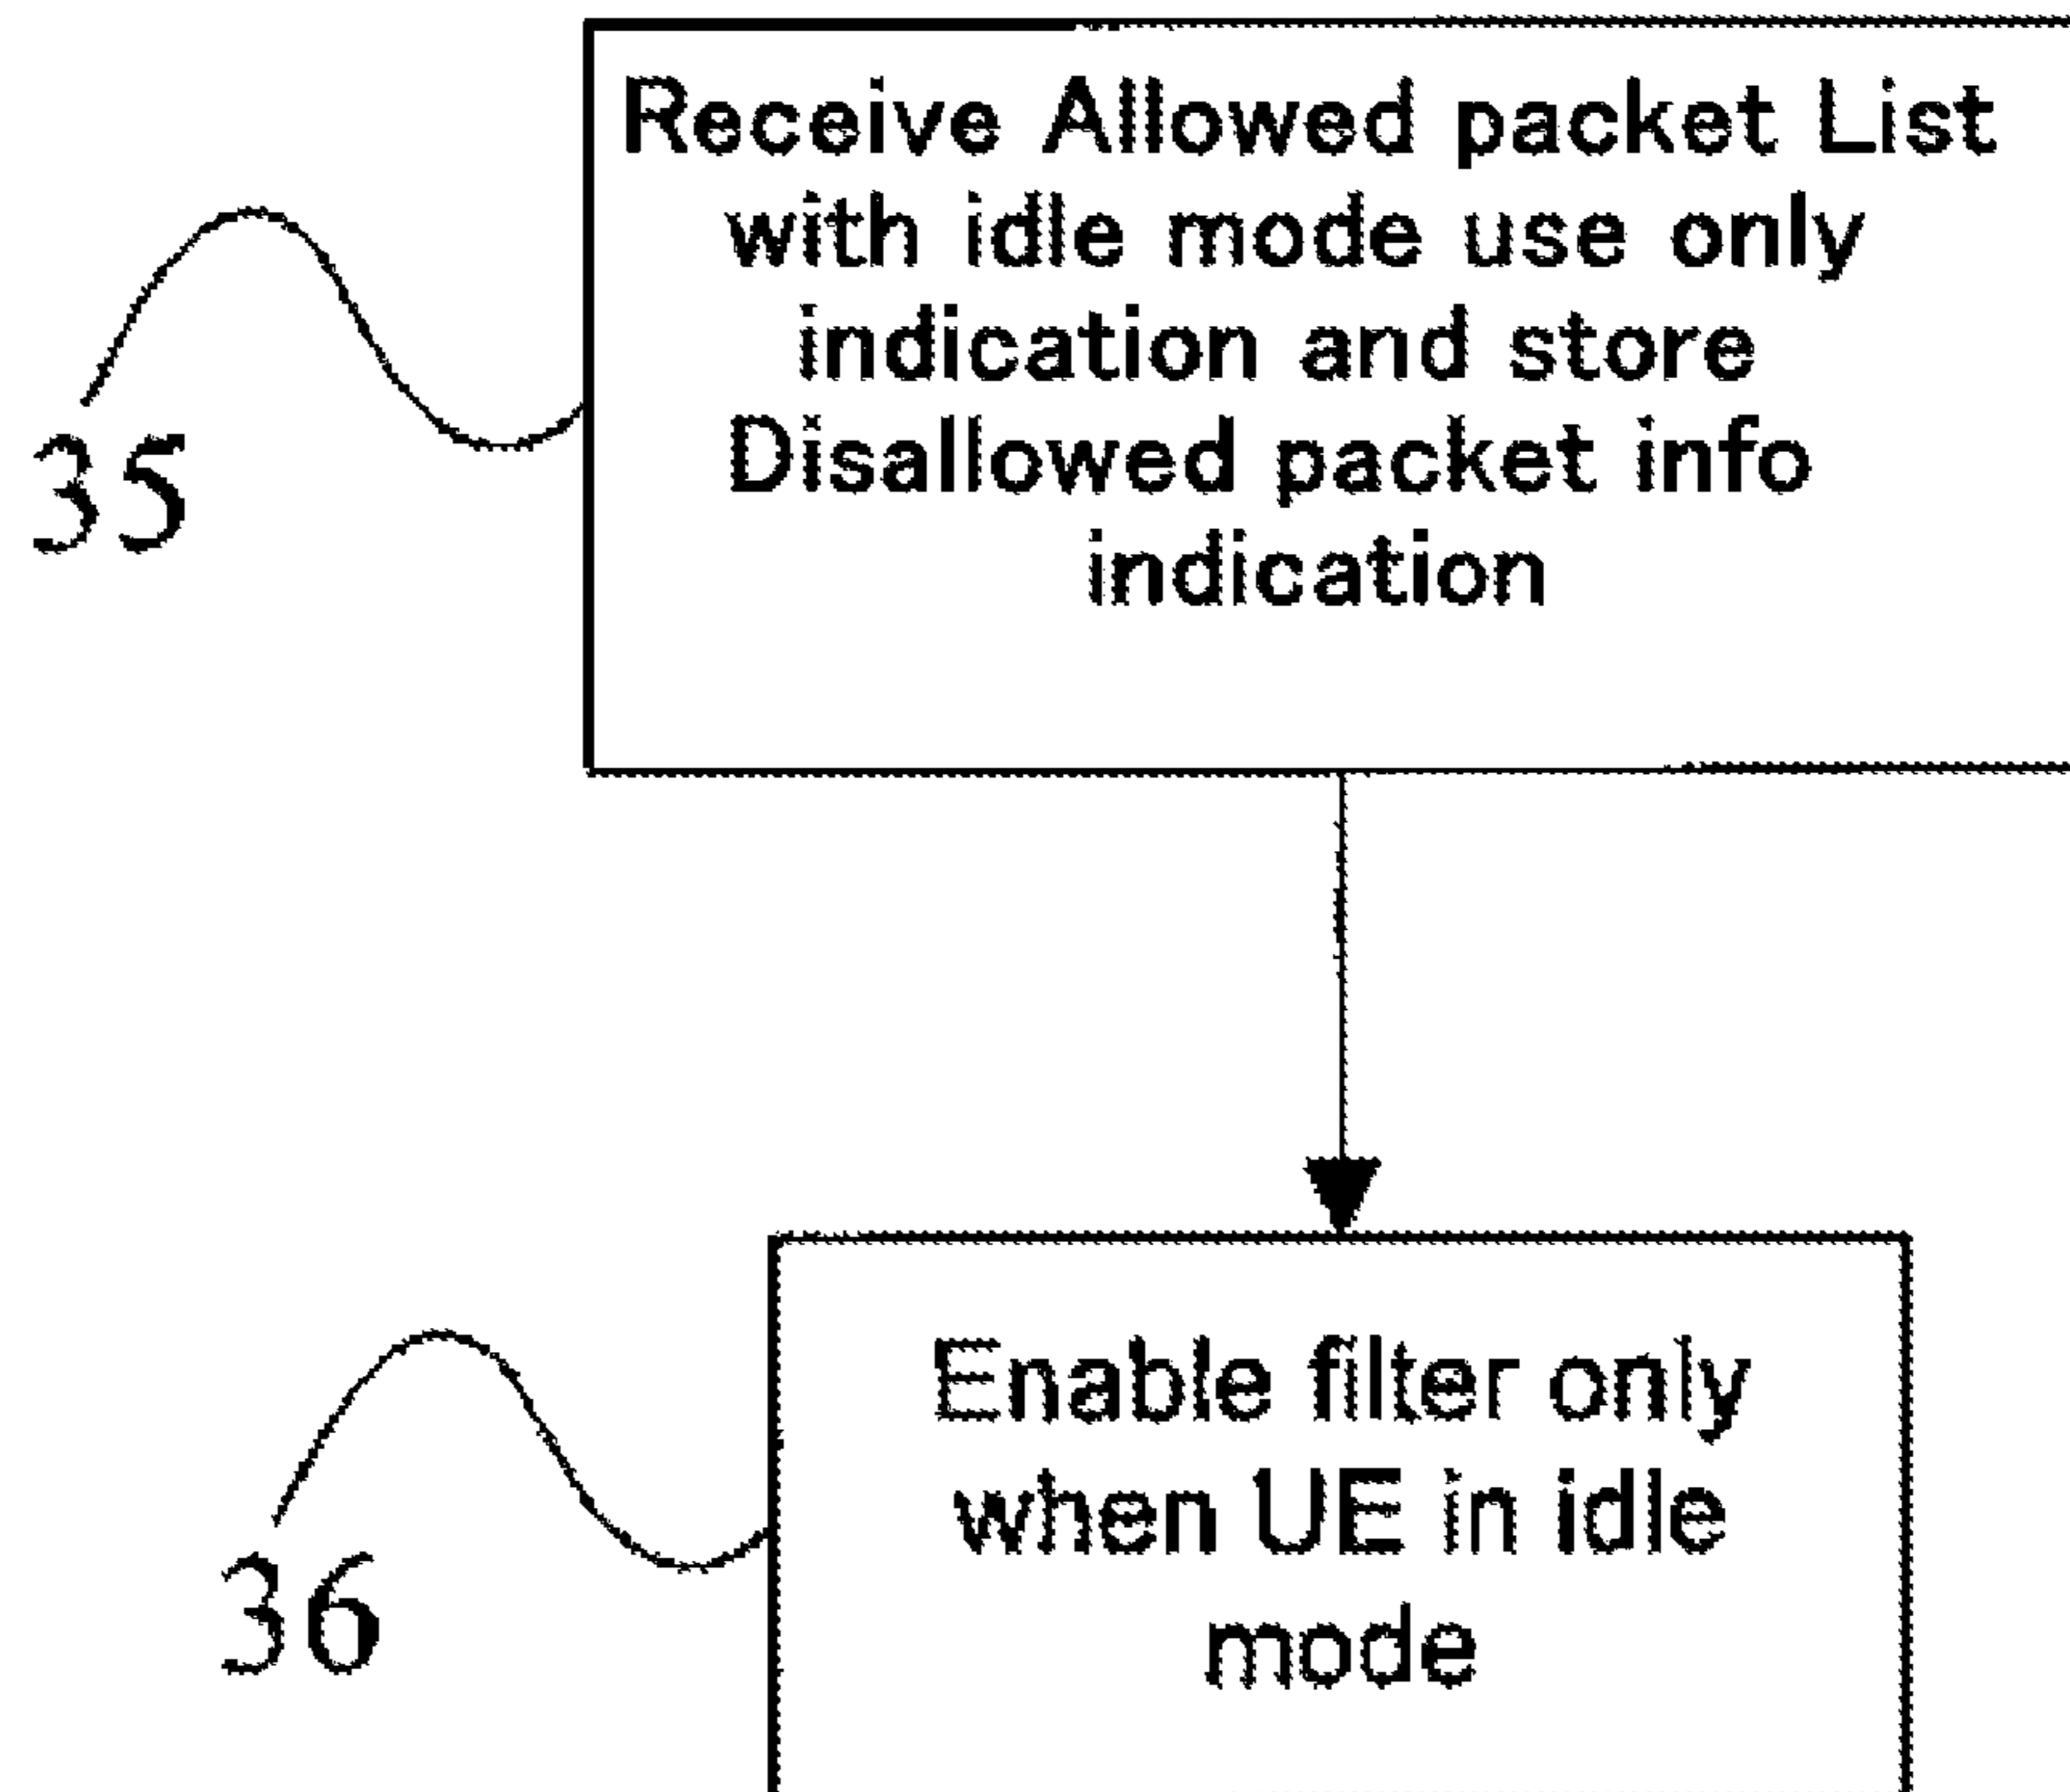 Receive Allowed packet List
with idle mode use only
indication and store
Disallowed packet info
indication
35
Enable filter only
when UE in idle
mode
36